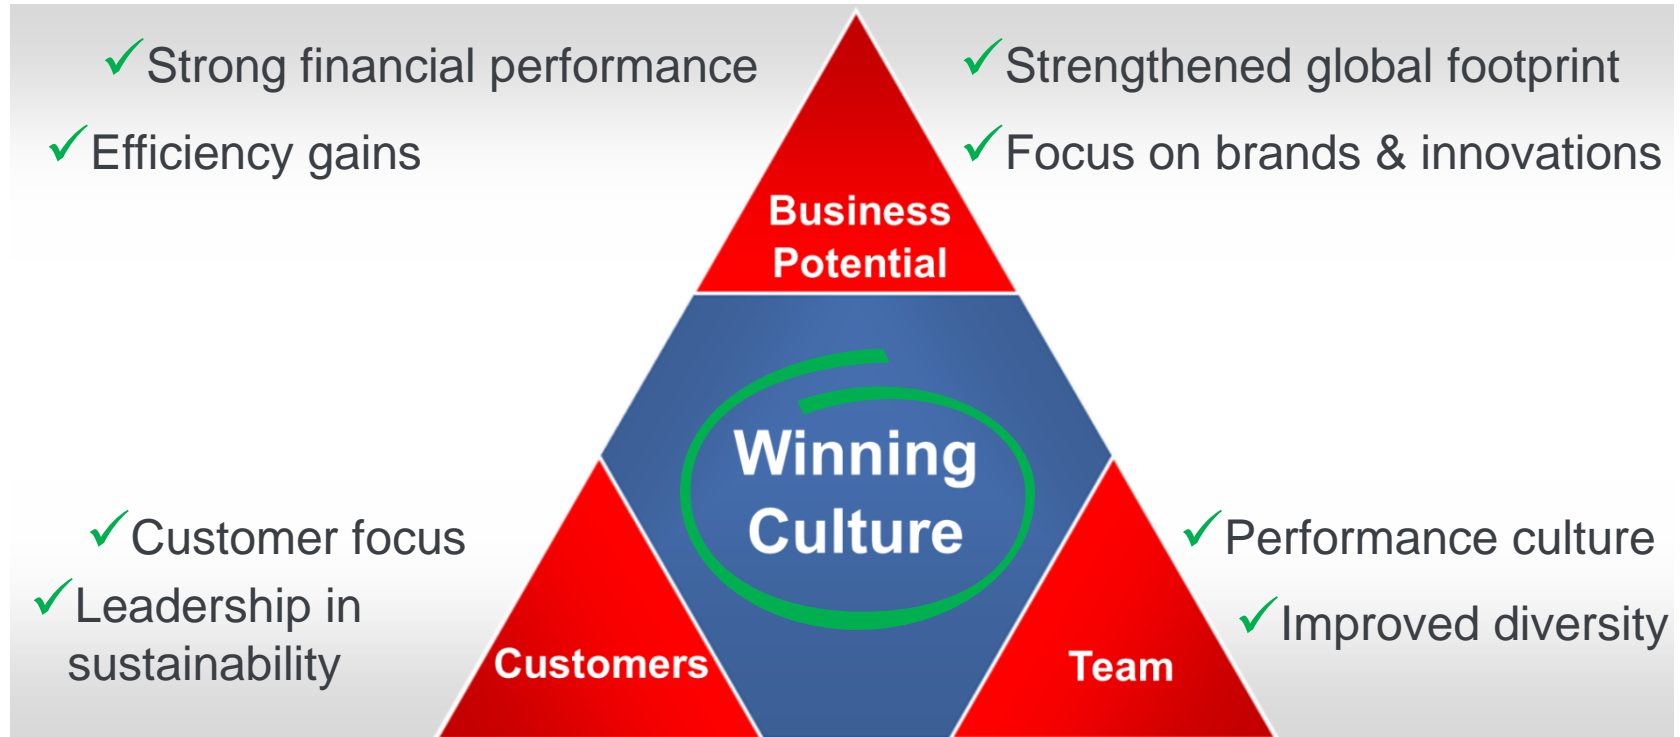 Strong financial performance
Strengthened global footprint
Efficiency gains
Focus on brands & innovations
Business
Potential
Winning
Culture
Customer focus
Performance culture
Leadership in
sustainability
Improved diversity
Customers
Team